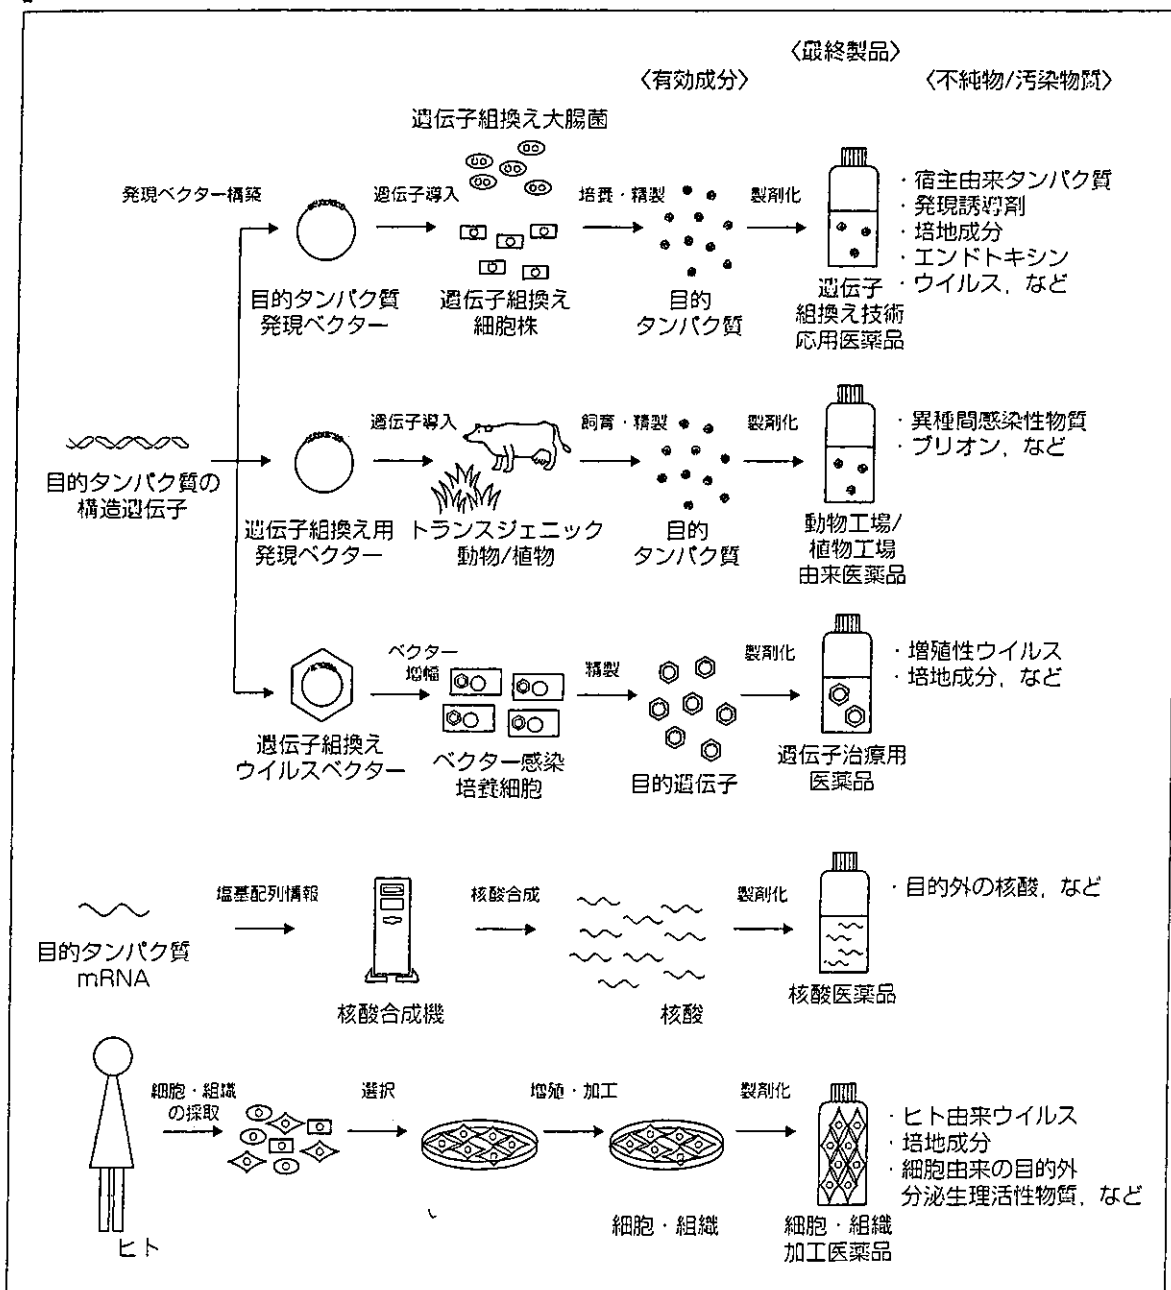 〈最終製品〉
〈有効成分〉
〈不純物/汚染物質〉
遺伝子組換え大腸菌
発現ベクター構築
遺伝子導入
培養・精製
製剤化
・宿主由来タンパク質
・発現誘導剤
・培地成分
・エンドトキシン
・ウイルス，など
目的タンパク質
発現ベクター
遺伝子組換え
細胞株
目的
タンパク質
遺伝子
組換え技術
応用医薬品
遺伝子導入
飼育・精製
製剤化
・異種間感染性物質
・プリオン，など
目的タンパク質の
構造遺伝子
遺伝子組換え用
発現ベクター
トランスジェニック
動物/植物
目的
タンパク質
動物工場/
植物工場
由来医薬品
ベクター
増幅
精製
製剤化
・増殖性ウイルス
・培地成分，など
遺伝子組換え
ウイルスベクター
ベクター感染
培養細胞
目的遺伝子
遺伝子治療用
医薬品
塩基配列情報
核酸合成
製剤化
・目的外の核酸，など
目的タンパク質
mRNA
核酸合成機
核酸
核酸医薬品
細胞・組織
の採取
選択
増殖・加工
製剤化
・ヒト由来ウイルス
・培地成分
・細胞由来の目的外
分泌生理活性物質，など
ヒト
細胞・組織
細胞・組織
加工医薬品